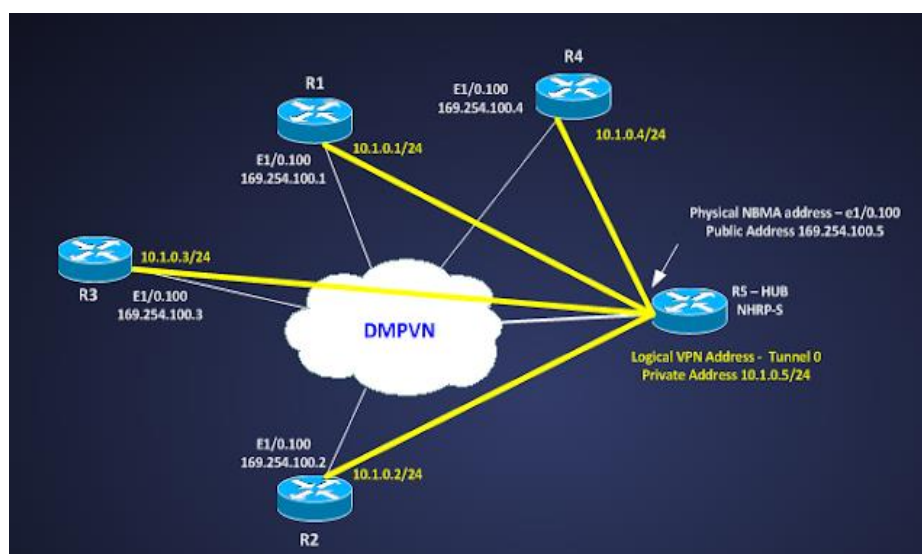 R4
E1/0.100
169.254.100.4
10.1.0.4/24
R1
10.1.0.1/24
E1/0.100
169.254.100.1
Physical NBMA address – e1/0.100
Public Address 169.254.100.5
10.1.0.3/24
R3
E1/0.100
169.254.100.3
R5 – HUB
NHRP-S
DMPVN
Logical VPN Address - Tunnel 0
Private Address 10.1.0.5/24
E1/0.100
169.254.100.2
10.1.0.2/24
R2